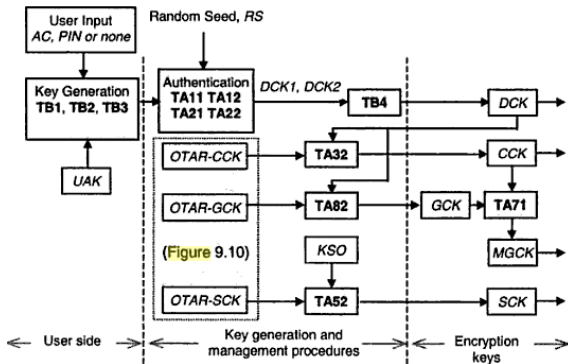 User Input
AC, PIN or none
Random Seed, RS
Key Generation
TB1, TB2, TB3
Authentication
TA11 TA12
TA21 TA22
DCK1, DCK2
TB4
DCK
UAK
OTAR-CCK
TA32
CCK
OTAR-GCK
TA82
GCK
TA71
(Figure 9.10)
KSO
MGCK
OTAR-SCK
TA52
SCK
User side
Key generation and
management procedures
Encryption
keys